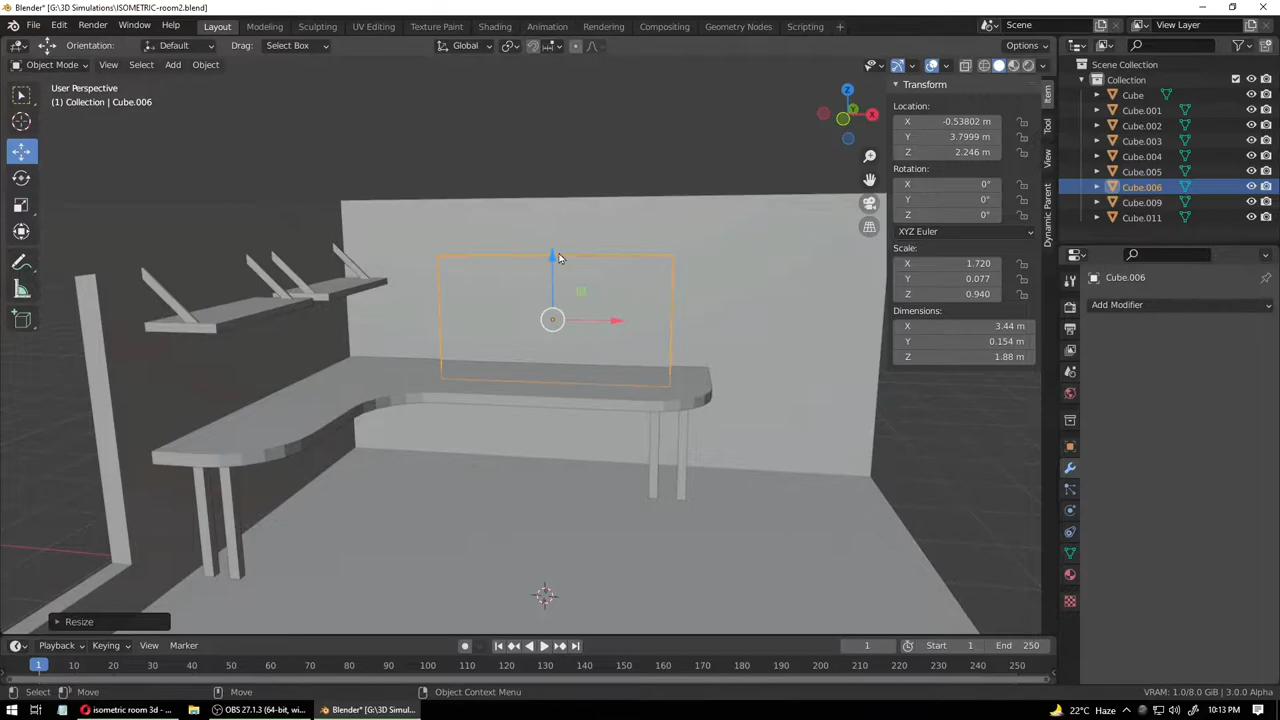 Blender* [G:\3D Simulations\ISOMETRIC-room2.blend]
File Edit Render Window Help Layout Modeling Sculpting UV Editing Texture Paint Shading Animation Rendering Compositing Geometry Nodes Scripting Scene View Layer
Orientation: Default Drag: Select Box Global Options
Object Mode View Select Add Object
User Perspective
(1) Collection | Cube.006
Z
Y
X
Transform
Location:
X -0.53802 m
Y 3.7999 m
Z 2.246 m
Rotation:
X 0°
Y 0°
Z 0°
XYZ Euler
Scale:
X 1.720
Y 0.077
Z 0.940
Dimensions:
X 3.44 m
Y 0.154 m
Z 1.88 m
Item
Tool
View
Dynamic Parent
Scene Collection
Collection
Cube
Cube.001
Cube.002
Cube.003
Cube.004
Cube.005
Cube.006
Cube.009
Cube.011
Cube.006
Add Modifier
Resize
Playback Keying View Marker 1 Start 1 End 250
1 10 20 30 40 50 60 70 80 90 100 110 120 130 140 150 160 170 180 190 200 210 220 230 240 250
Select Move Move Object Context Menu VRAM: 1.0/8.0 GiB | 3.0.0 Alpha
isometric room 3d - ... OBS 27.1.3 (64-bit, wi... Blender* [G:\3D Simul... 22°C Haze 10:13 PM